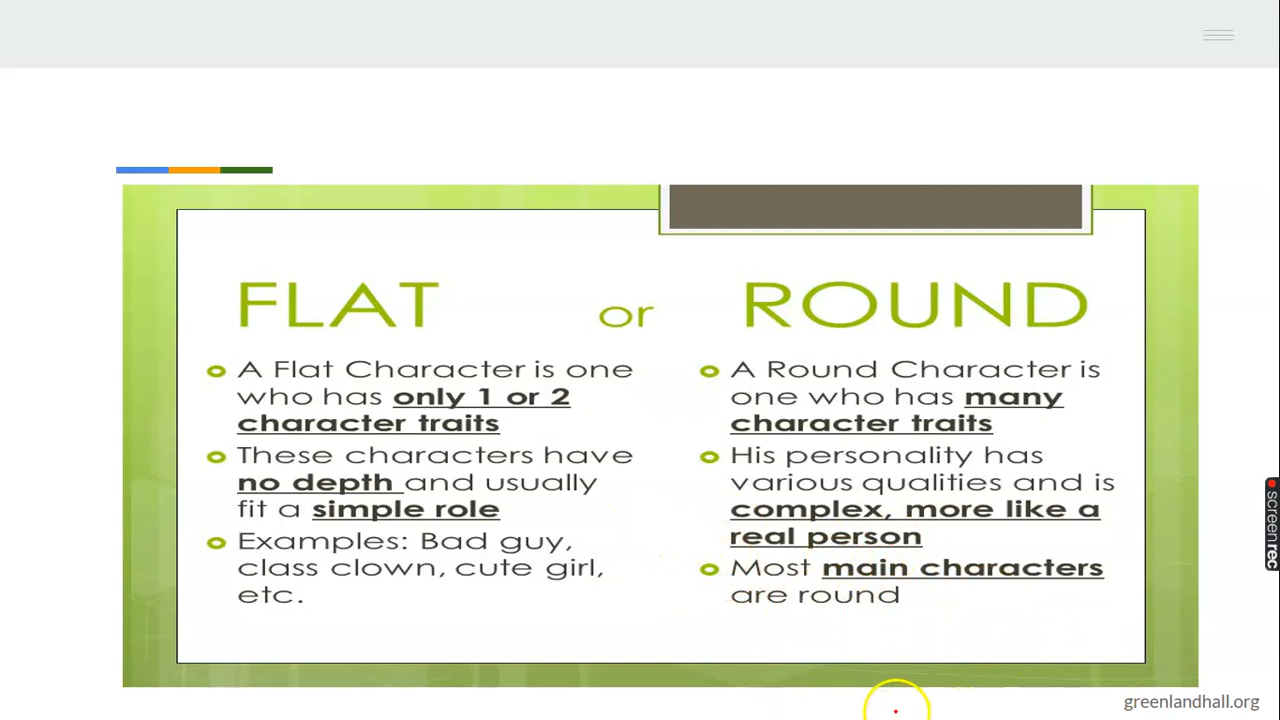 FLAT or ROUND
A Flat Character is one
who has only 1 or 2
character traits
These characters have
no depth and usually
fit a simple role
Examples: Bad guy,
class clown, cute girl,
etc.
A Round Character is
one who has many
character traits
His personality has
various qualities and is
complex, more like a
real person
Most main characters
are round
screenrec
greenlandhall.org